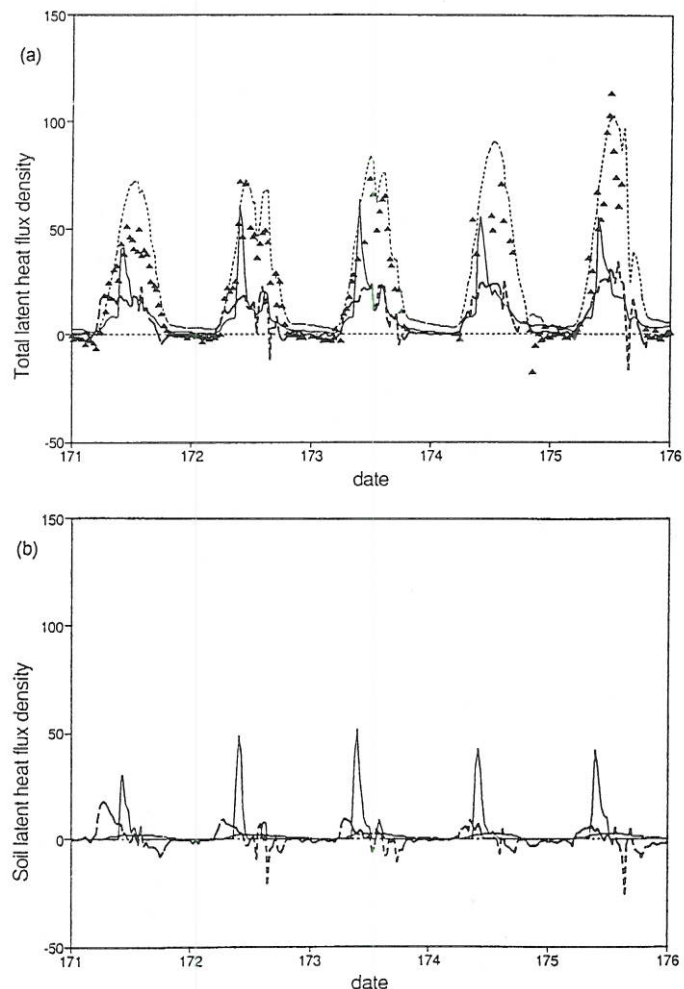 (a)
Total latent heat flux density
150
100
50
0
-50
171 172 173 174 175 176
date
(b)
Soil latent heat flux density
150
100
50
0
-50
171 172 173 174 175 176
date